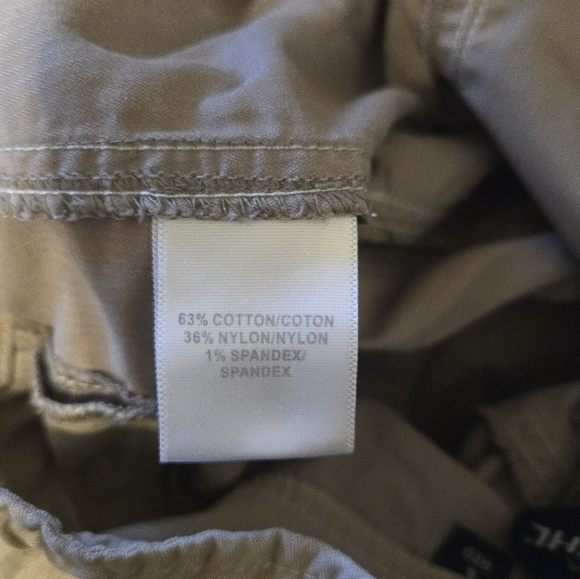 63% COTTON/COTON
36% NYLON/NYLON
1% SPANDEX/
SPANDEX